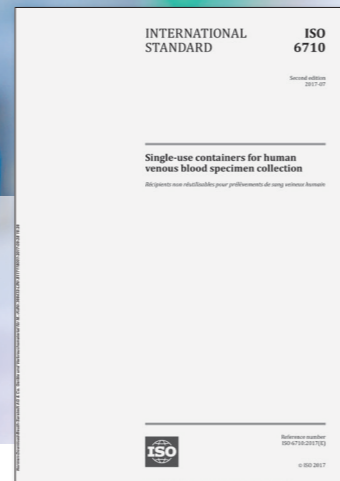 INTERNATIONAL
STANDARD
ISO
6710
Second edition
2017-07
Single-use containers for human
venous blood specimen collection
Récipients non réutilisables pour prélèvements de sang veineux humain
ISO
Reference number
ISO 6710:2017(E)
© ISO 2017